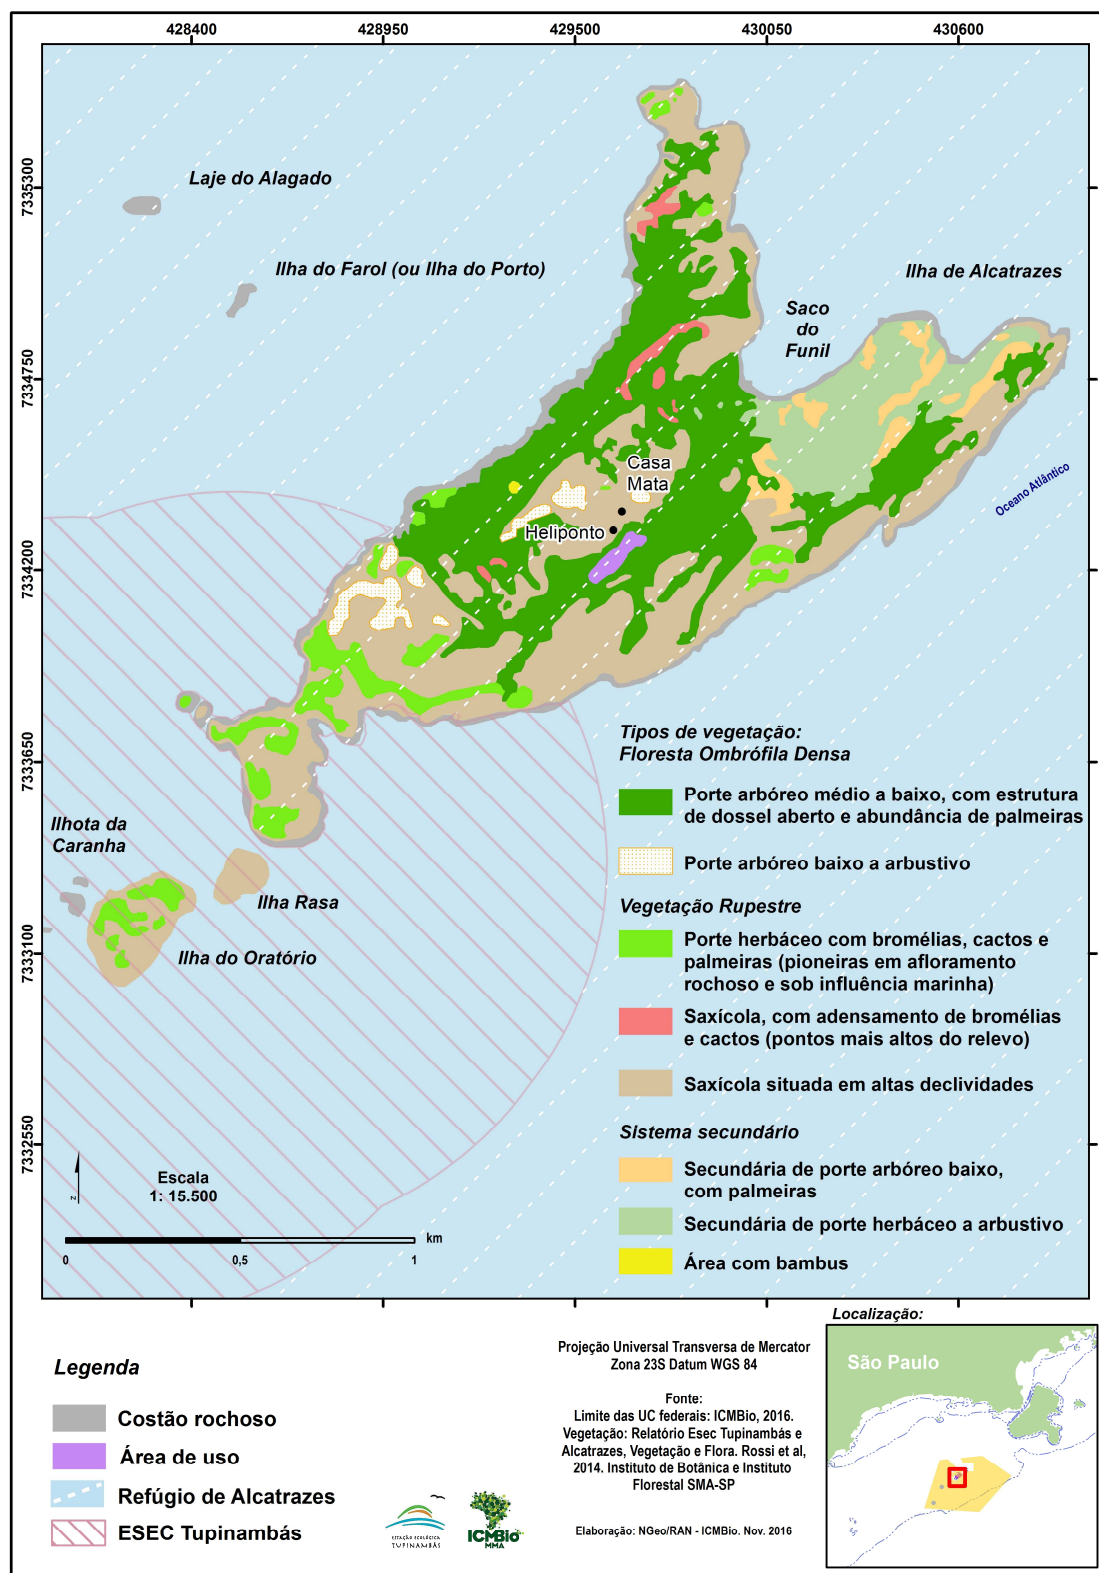 428400 428950 429500 430050 430600
7335300
7334750
7334200
7333650
7333100
7332550
Laje do Alagado
Ilha do Farol (ou Ilha do Porto)
Ilha de Alcatrazes
Saco
do
Funil
Casa
Mata
Heliponto
Oceano Atlântico
Ilhota da
Caranha
Ilha Rasa
Ilha do Oratório
Tipos de vegetação:
Floresta Ombrófila Densa
Porte arbóreo médio a baixo, com estrutura
de dossel aberto e abundância de palmeiras
Porte arbóreo baixo a arbustivo
Vegetação Rupestre
Porte herbáceo com bromélias, cactos e
palmeiras (pioneiras em afloramento
rochoso e sob influência marinha)
Saxícola, com adensamento de bromélias
e cactos (pontos mais altos do relevo)
Saxícola situada em altas declividades
Sistema secundário
Secundária de porte arbóreo baixo,
com palmeiras
Secundária de porte herbáceo a arbustivo
Área com bambus
N
Escala
1: 15.500
km
0 0,5 1
Legenda
Costão rochoso
Área de uso
Refúgio de Alcatrazes
ESEC Tupinambás
ESTAÇÃO ECOLÓGICA
TUPINAMBÁS
ICMBio
MMA
Projeção Universal Transversa de Mercator
Zona 23S Datum WGS 84
Fonte:
Limite das UC federais: ICMBio, 2016.
Vegetação: Relatório Esec Tupinambás e
Alcatrazes, Vegetação e Flora. Rossi et al,
2014. Instituto de Botânica e Instituto
Florestal SMA-SP
Elaboração: NGeo/RAN - ICMBio. Nov. 2016
Localização:
São Paulo